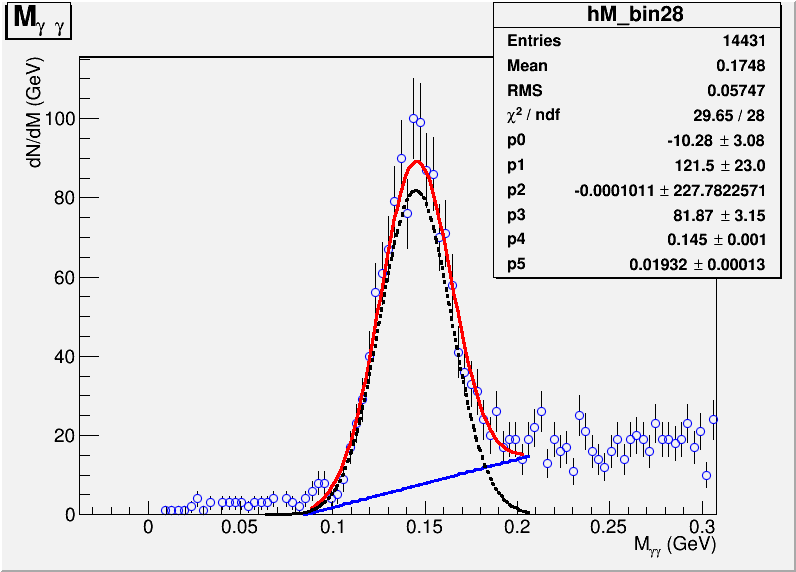 M_γ γ
hM_bin28
Entries 14431
Mean 0.1748
RMS 0.05747
χ² / ndf 29.65 / 28
p0 -10.28 ± 3.08
p1 121.5 ± 23.0
p2 -0.0001011 ± 227.7822571
p3 81.87 ± 3.15
p4 0.145 ± 0.001
p5 0.01932 ± 0.00013
dN/dM (GeV)
100
80
60
40
20
0
0 0.05 0.1 0.15 0.2 0.25 0.3
M_γγ (GeV)